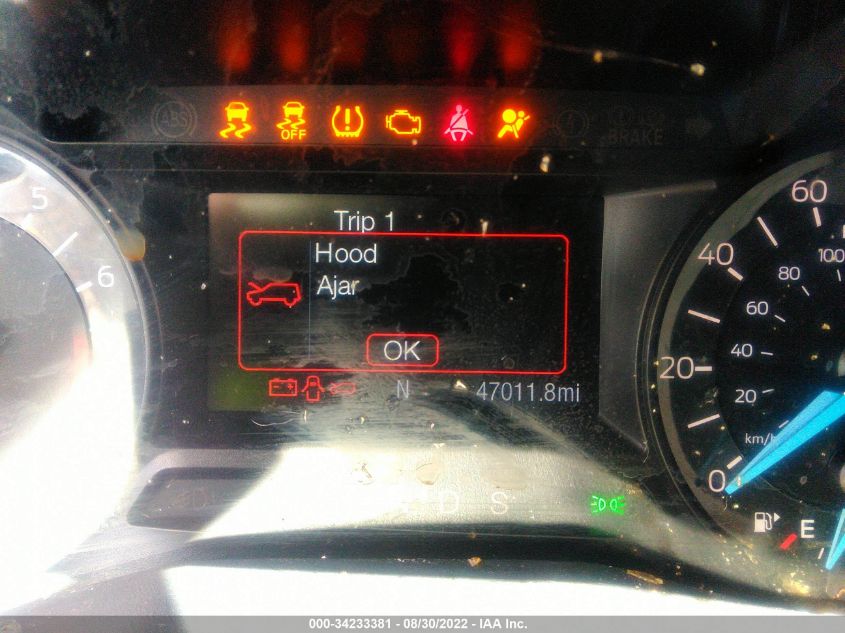 ABS
OFF
BRAKE
5
6
Trip 1
Hood
Ajar
OK
N
47011.8mi
D S
60
40
20
0
100
80
60
40
20
km/h
E
000-34233381 - 08/30/2022 - IAA Inc.